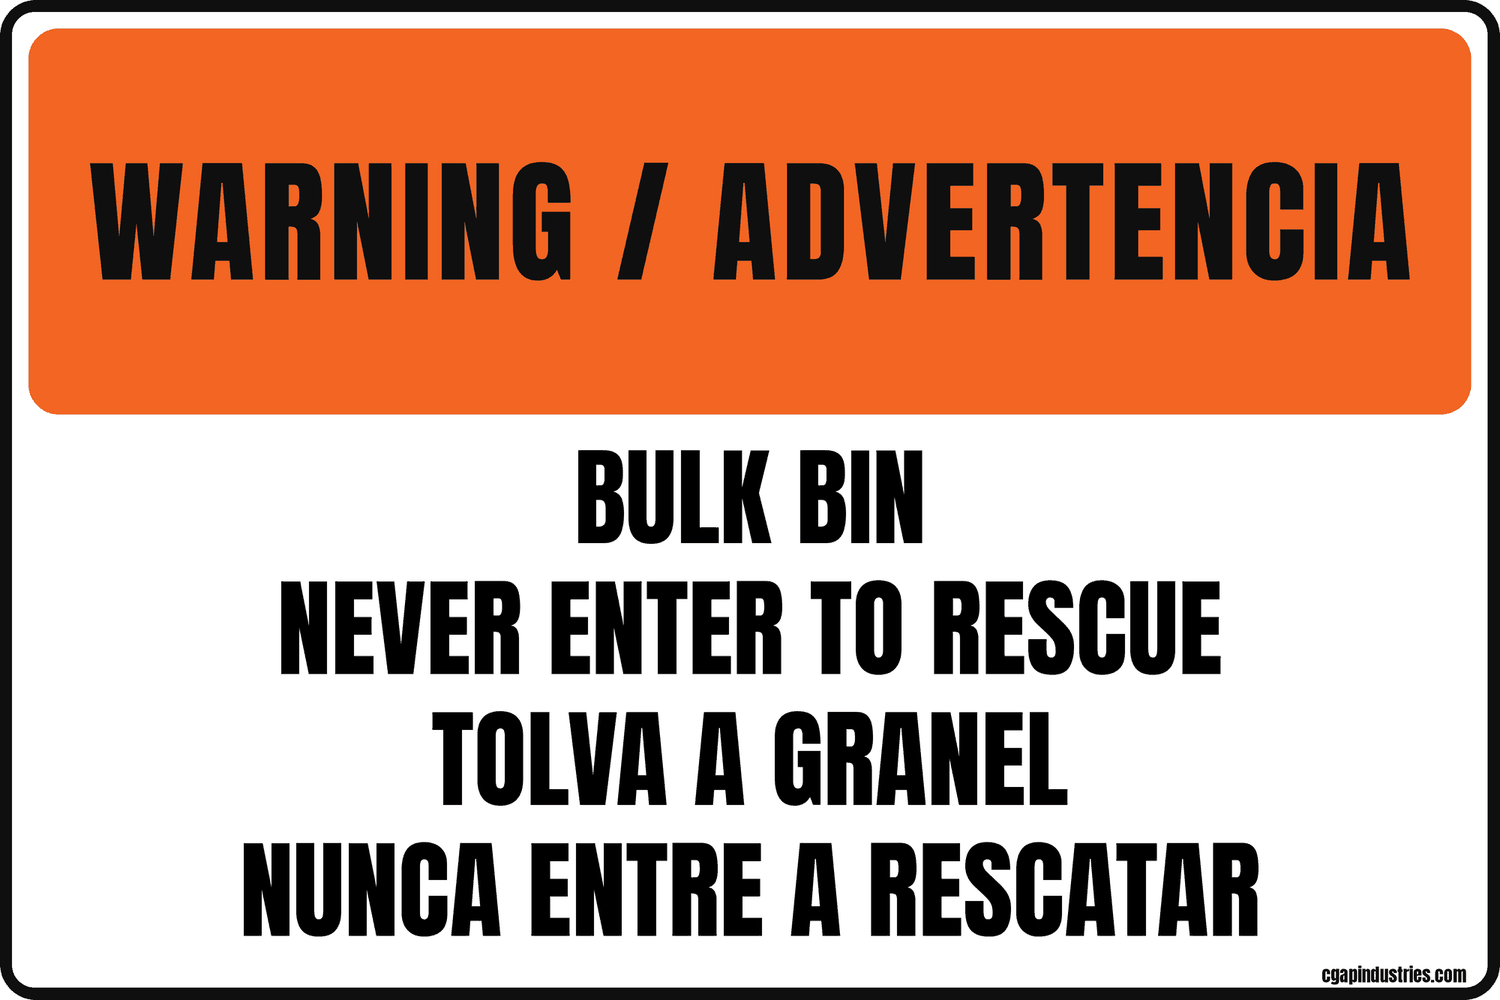 WARNING / ADVERTENCIA
BULK BIN
NEVER ENTER TO RESCUE
TOLVA A GRANEL
NUNCA ENTRE A RESCATAR
cgapindustries.com